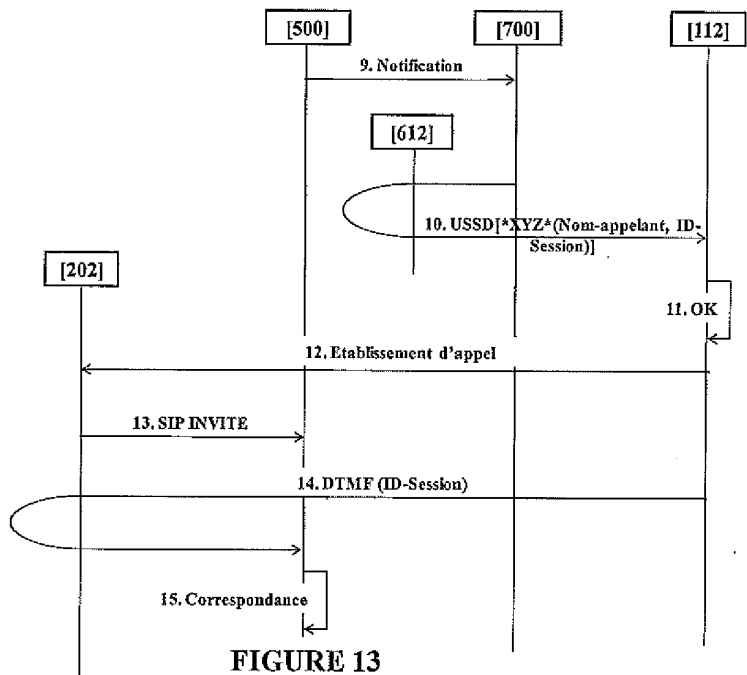 [500]
[700]
[112]
9. Notification
[612]
10. USSD[*XYZ*(Nom-appelant, ID-
Session)]
[202]
11. OK
12. Etablissement d'appel
13. SIP INVITE
14. DTMF (ID-Session)
15. Correspondance
FIGURE 13